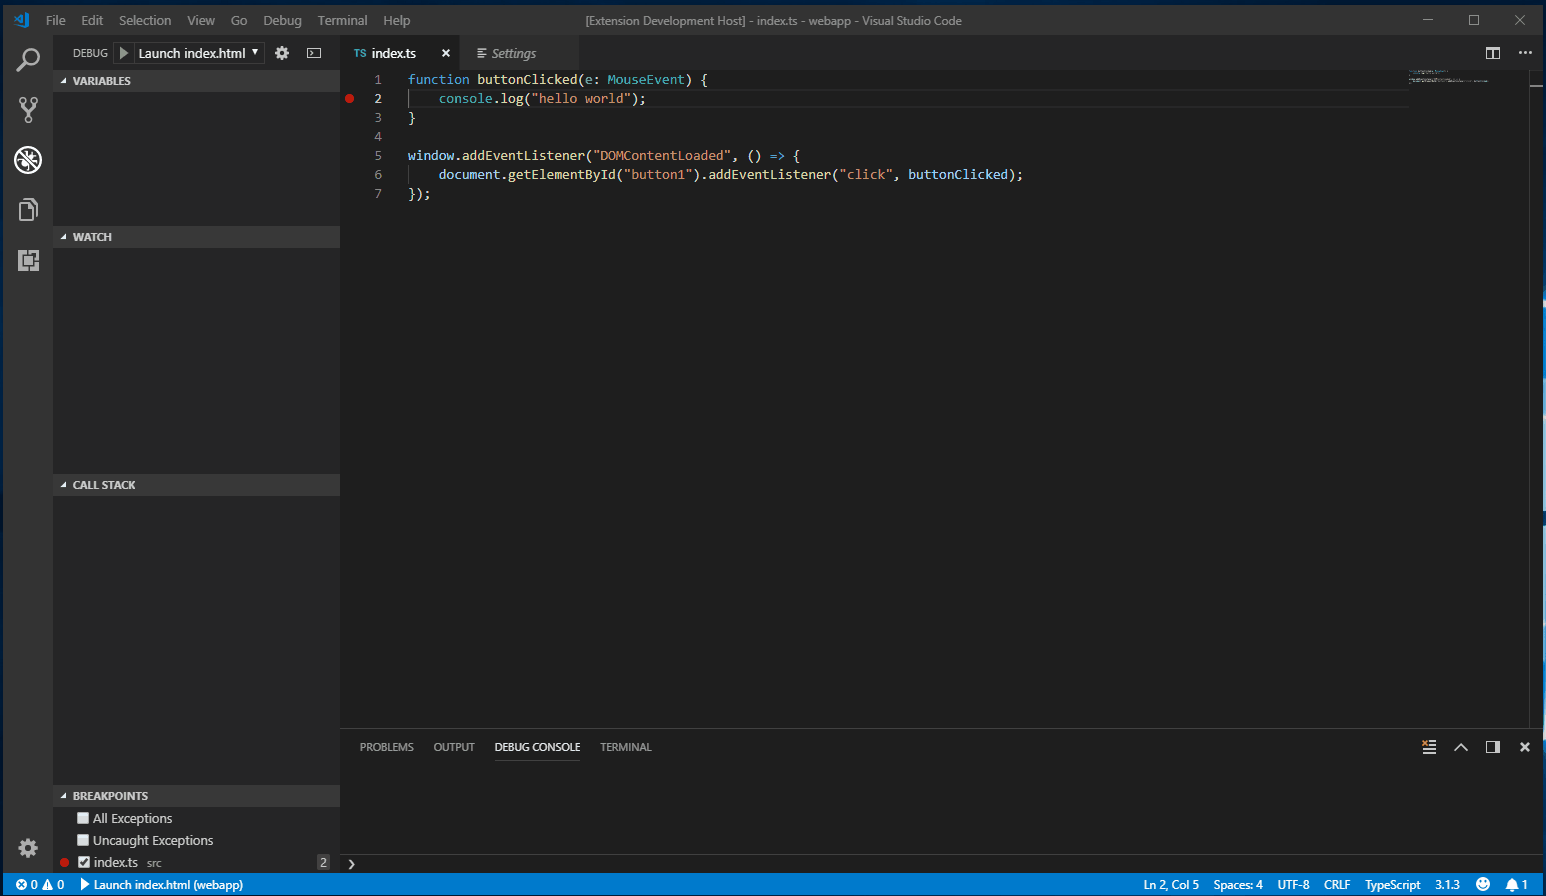 File Edit Selection View Go Debug Terminal Help [Extension Development Host] - index.ts - webapp - Visual Studio Code
DEBUG Launch index.html
TS index.ts Settings
VARIABLES
WATCH
CALL STACK
BREAKPOINTS
All Exceptions
Uncaught Exceptions
index.ts src 2
1 function buttonClicked(e: MouseEvent) {
2 console.log("hello world");
3 }
4
5 window.addEventListener("DOMContentLoaded", () => {
6 document.getElementById("button1").addEventListener("click", buttonClicked);
7 });
PROBLEMS OUTPUT DEBUG CONSOLE TERMINAL
0 0 Launch index.html (webapp) Ln 2, Col 5 Spaces: 4 UTF-8 CRLF TypeScript 3.1.3 1